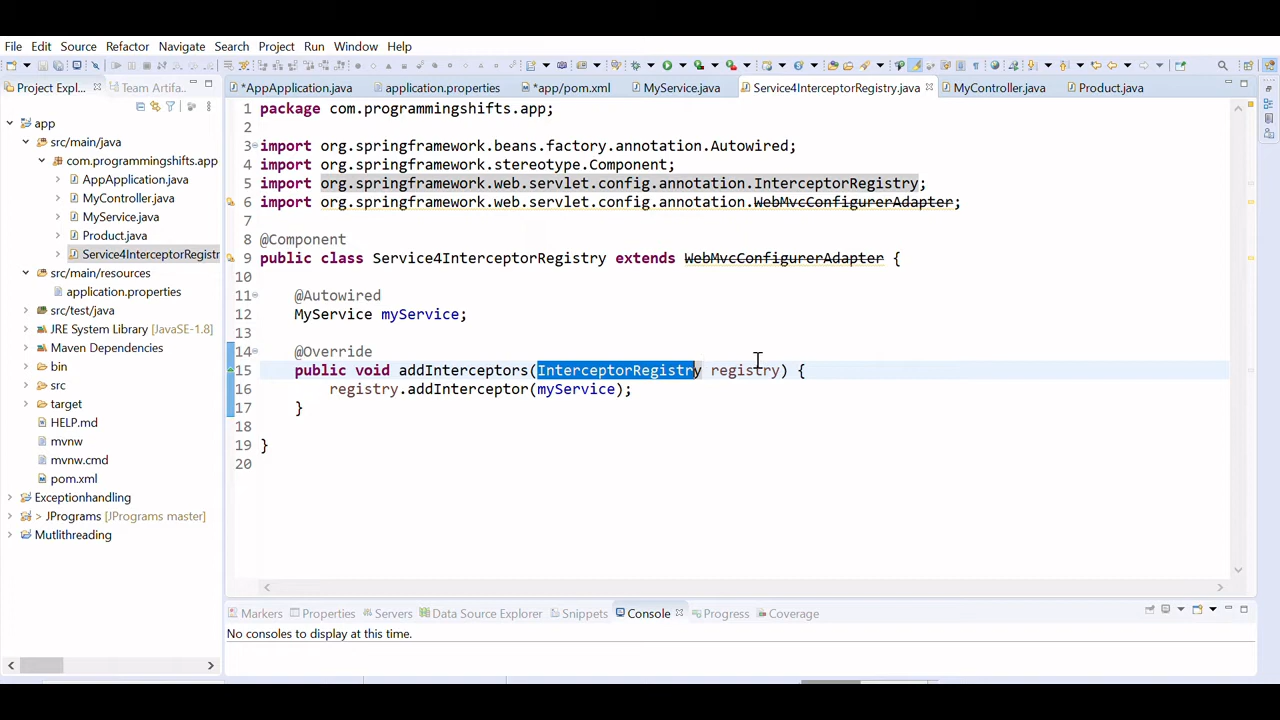 File Edit Source Refactor Navigate Search Project Run Window Help
Project Expl... Team Artifa...
*AppApplication.java application.properties *app/pom.xml MyService.java Service4InterceptorRegistry.java MyController.java Product.java
app
src/main/java
com.programmingshifts.app
AppApplication.java
MyController.java
MyService.java
Product.java
Service4InterceptorRegistr
src/main/resources
application.properties
src/test/java
JRE System Library [JavaSE-1.8]
Maven Dependencies
bin
src
target
HELP.md
mvnw
mvnw.cmd
pom.xml
Exceptionhandling
> JPrograms [JPrograms master]
Mutlithreading
1 package com.programmingshifts.app;
2
3 import org.springframework.beans.factory.annotation.Autowired;
4 import org.springframework.stereotype.Component;
5 import org.springframework.web.servlet.config.annotation.InterceptorRegistry;
6 import org.springframework.web.servlet.config.annotation.WebMvcConfigurerAdapter;
7
8 @Component
9 public class Service4InterceptorRegistry extends WebMvcConfigurerAdapter {
10
11 @Autowired
12 MyService myService;
13
14 @Override
15 public void addInterceptors(InterceptorRegistry registry) {
16 registry.addInterceptor(myService);
17 }
18
19 }
20
Markers Properties Servers Data Source Explorer Snippets Console Progress Coverage
No consoles to display at this time.